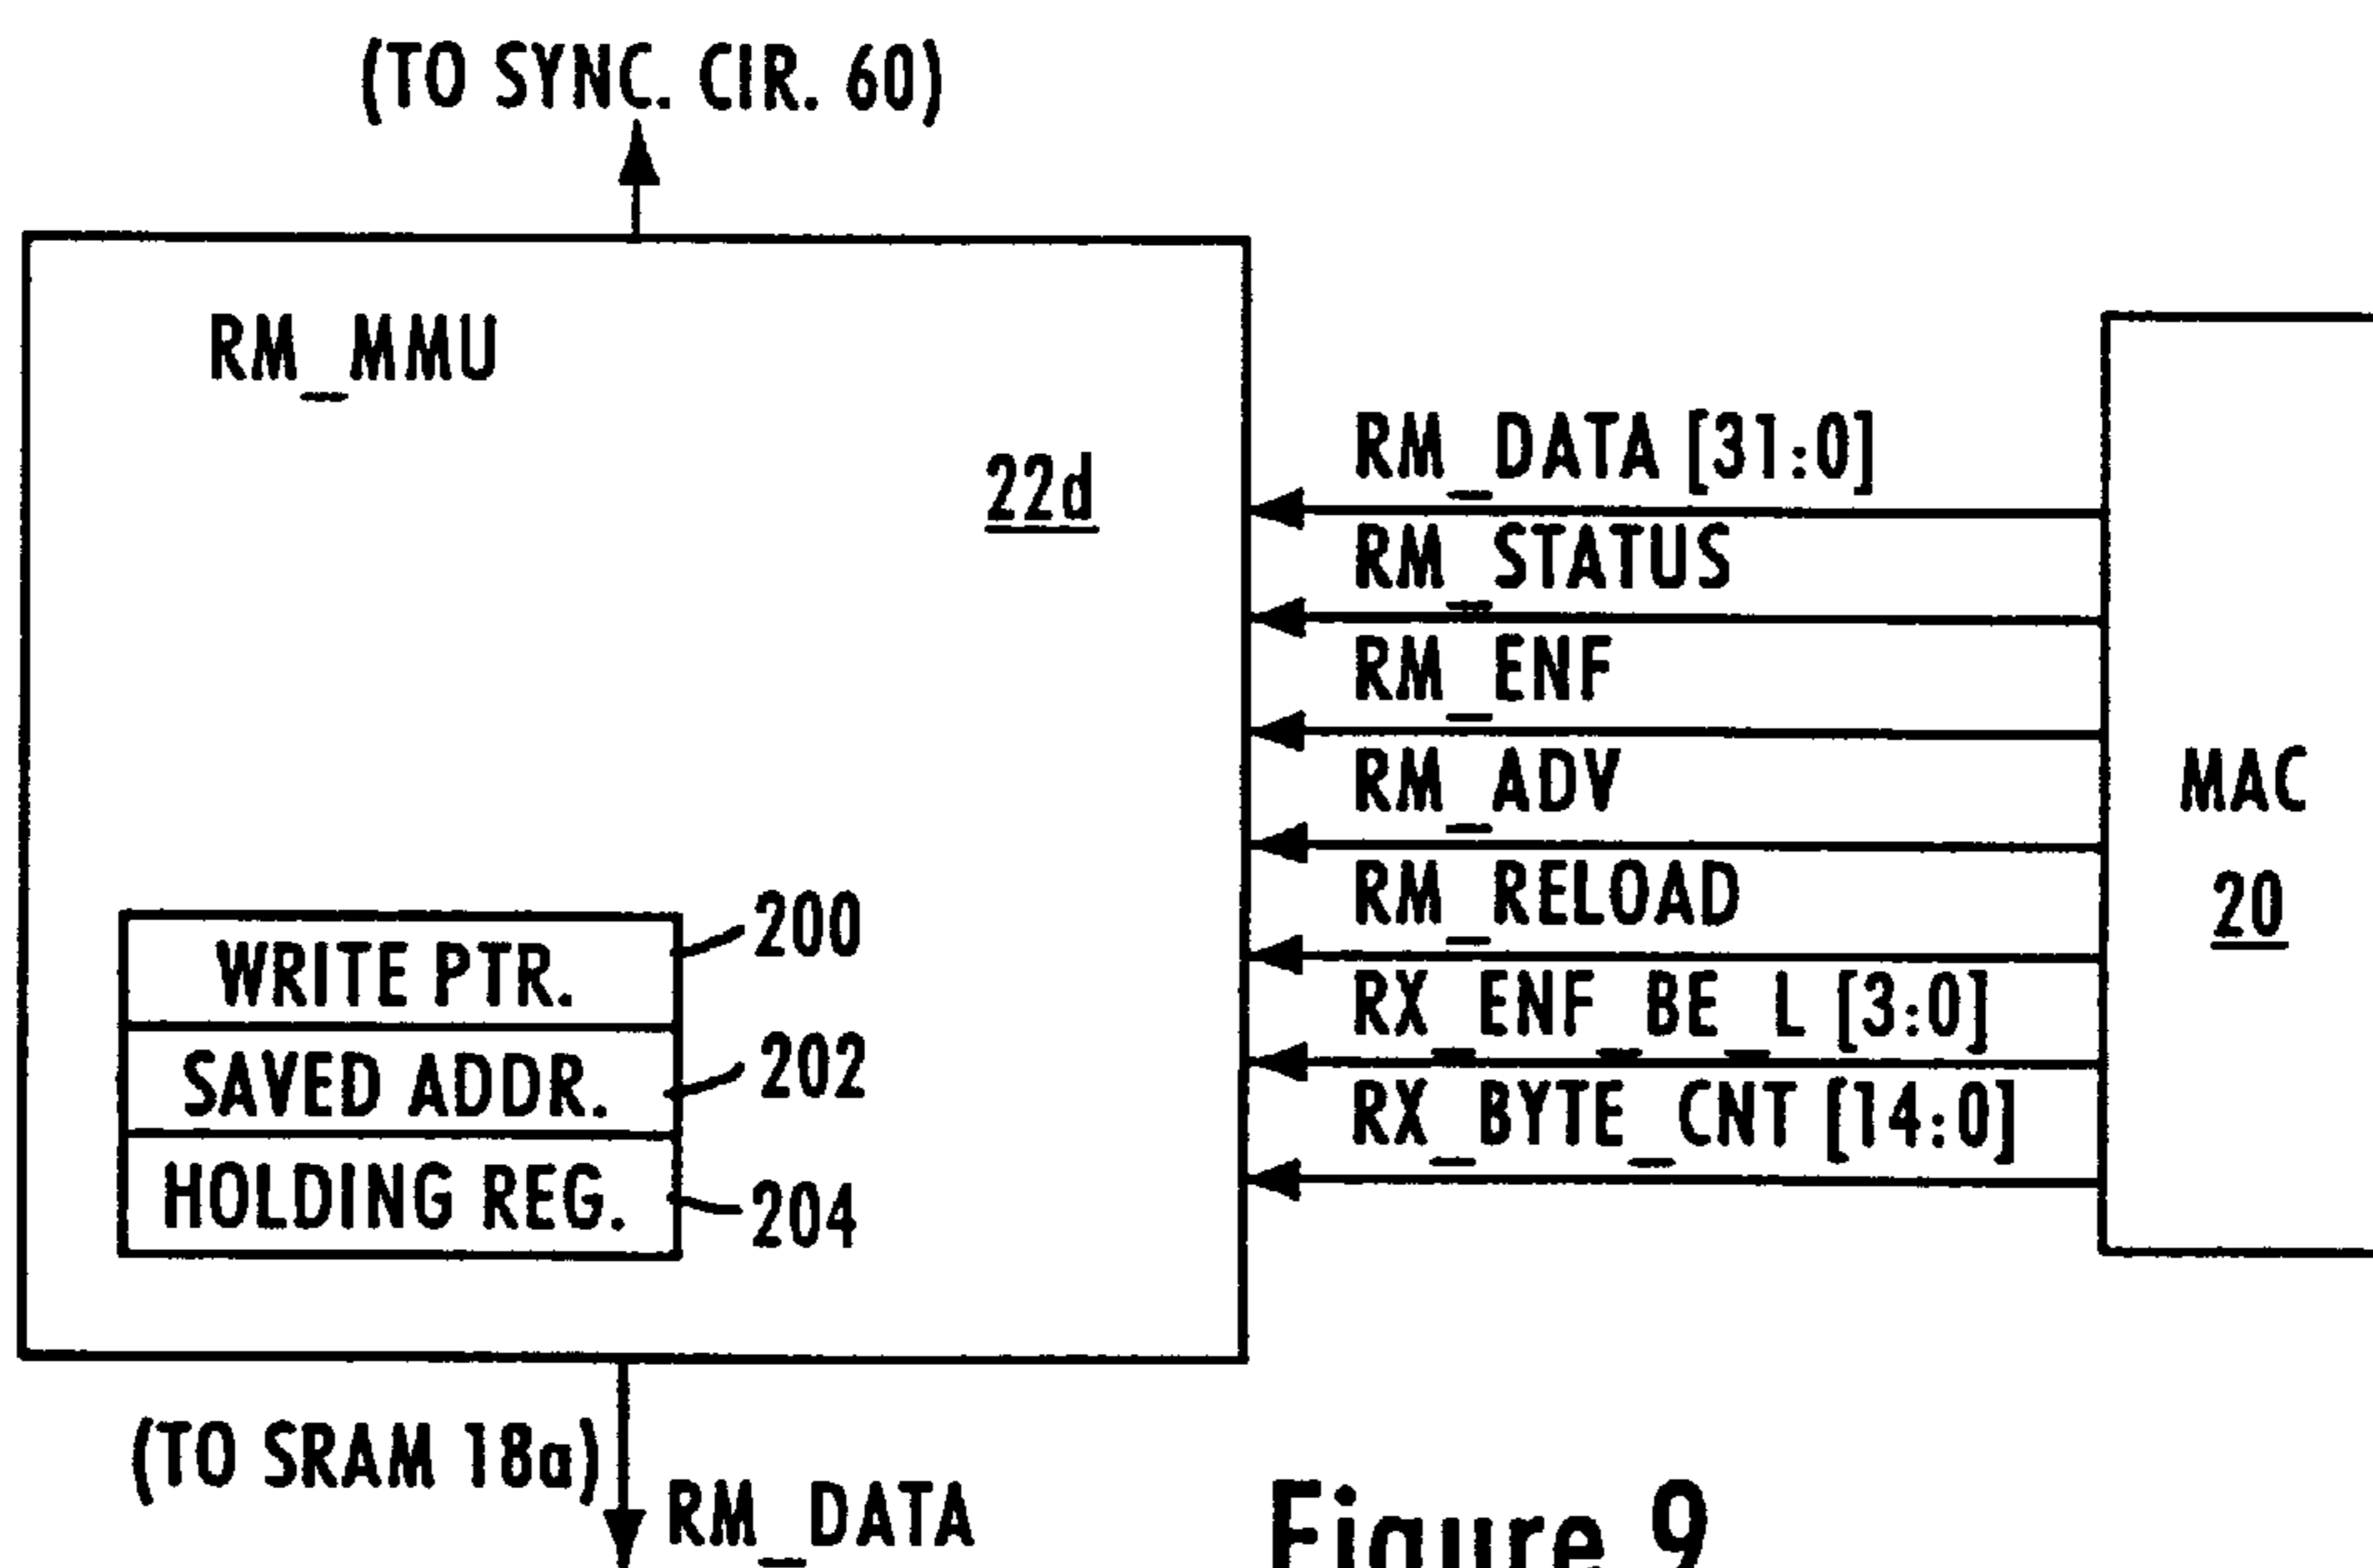 (TO SYNC. CIR. 60)
RM_MMU
22d
RM_DATA [31:0]
RM_STATUS
RM_ENF
RM_ADV
RM_RELOAD
RX_ENF_BE_L [3:0]
RX_BYTE_CNT [14:0]
MAC
20
WRITE PTR.
200
SAVED ADDR.
202
HOLDING REG.
204
(TO SRAM 18a)
RM_DATA
Figure 9